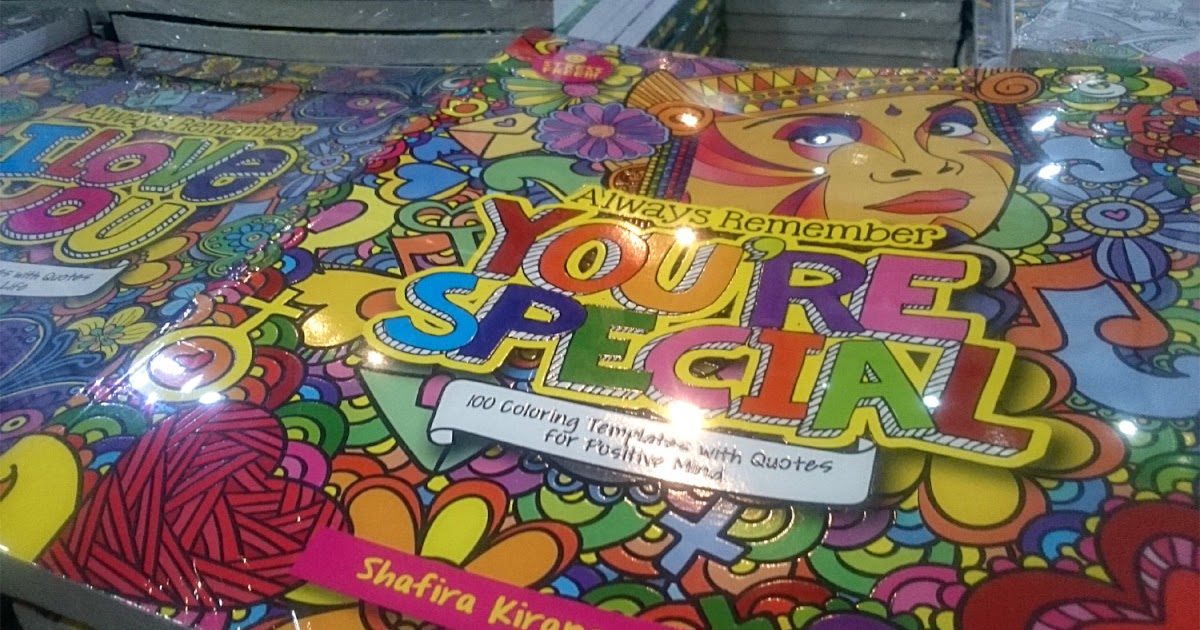 Always Remember
I Love
YOU
s with Quotes
Life
Always Remember
YOU'RE
SPECIAL
100 Coloring Templates with Quotes
for Positive Mind
Shafira Kiran